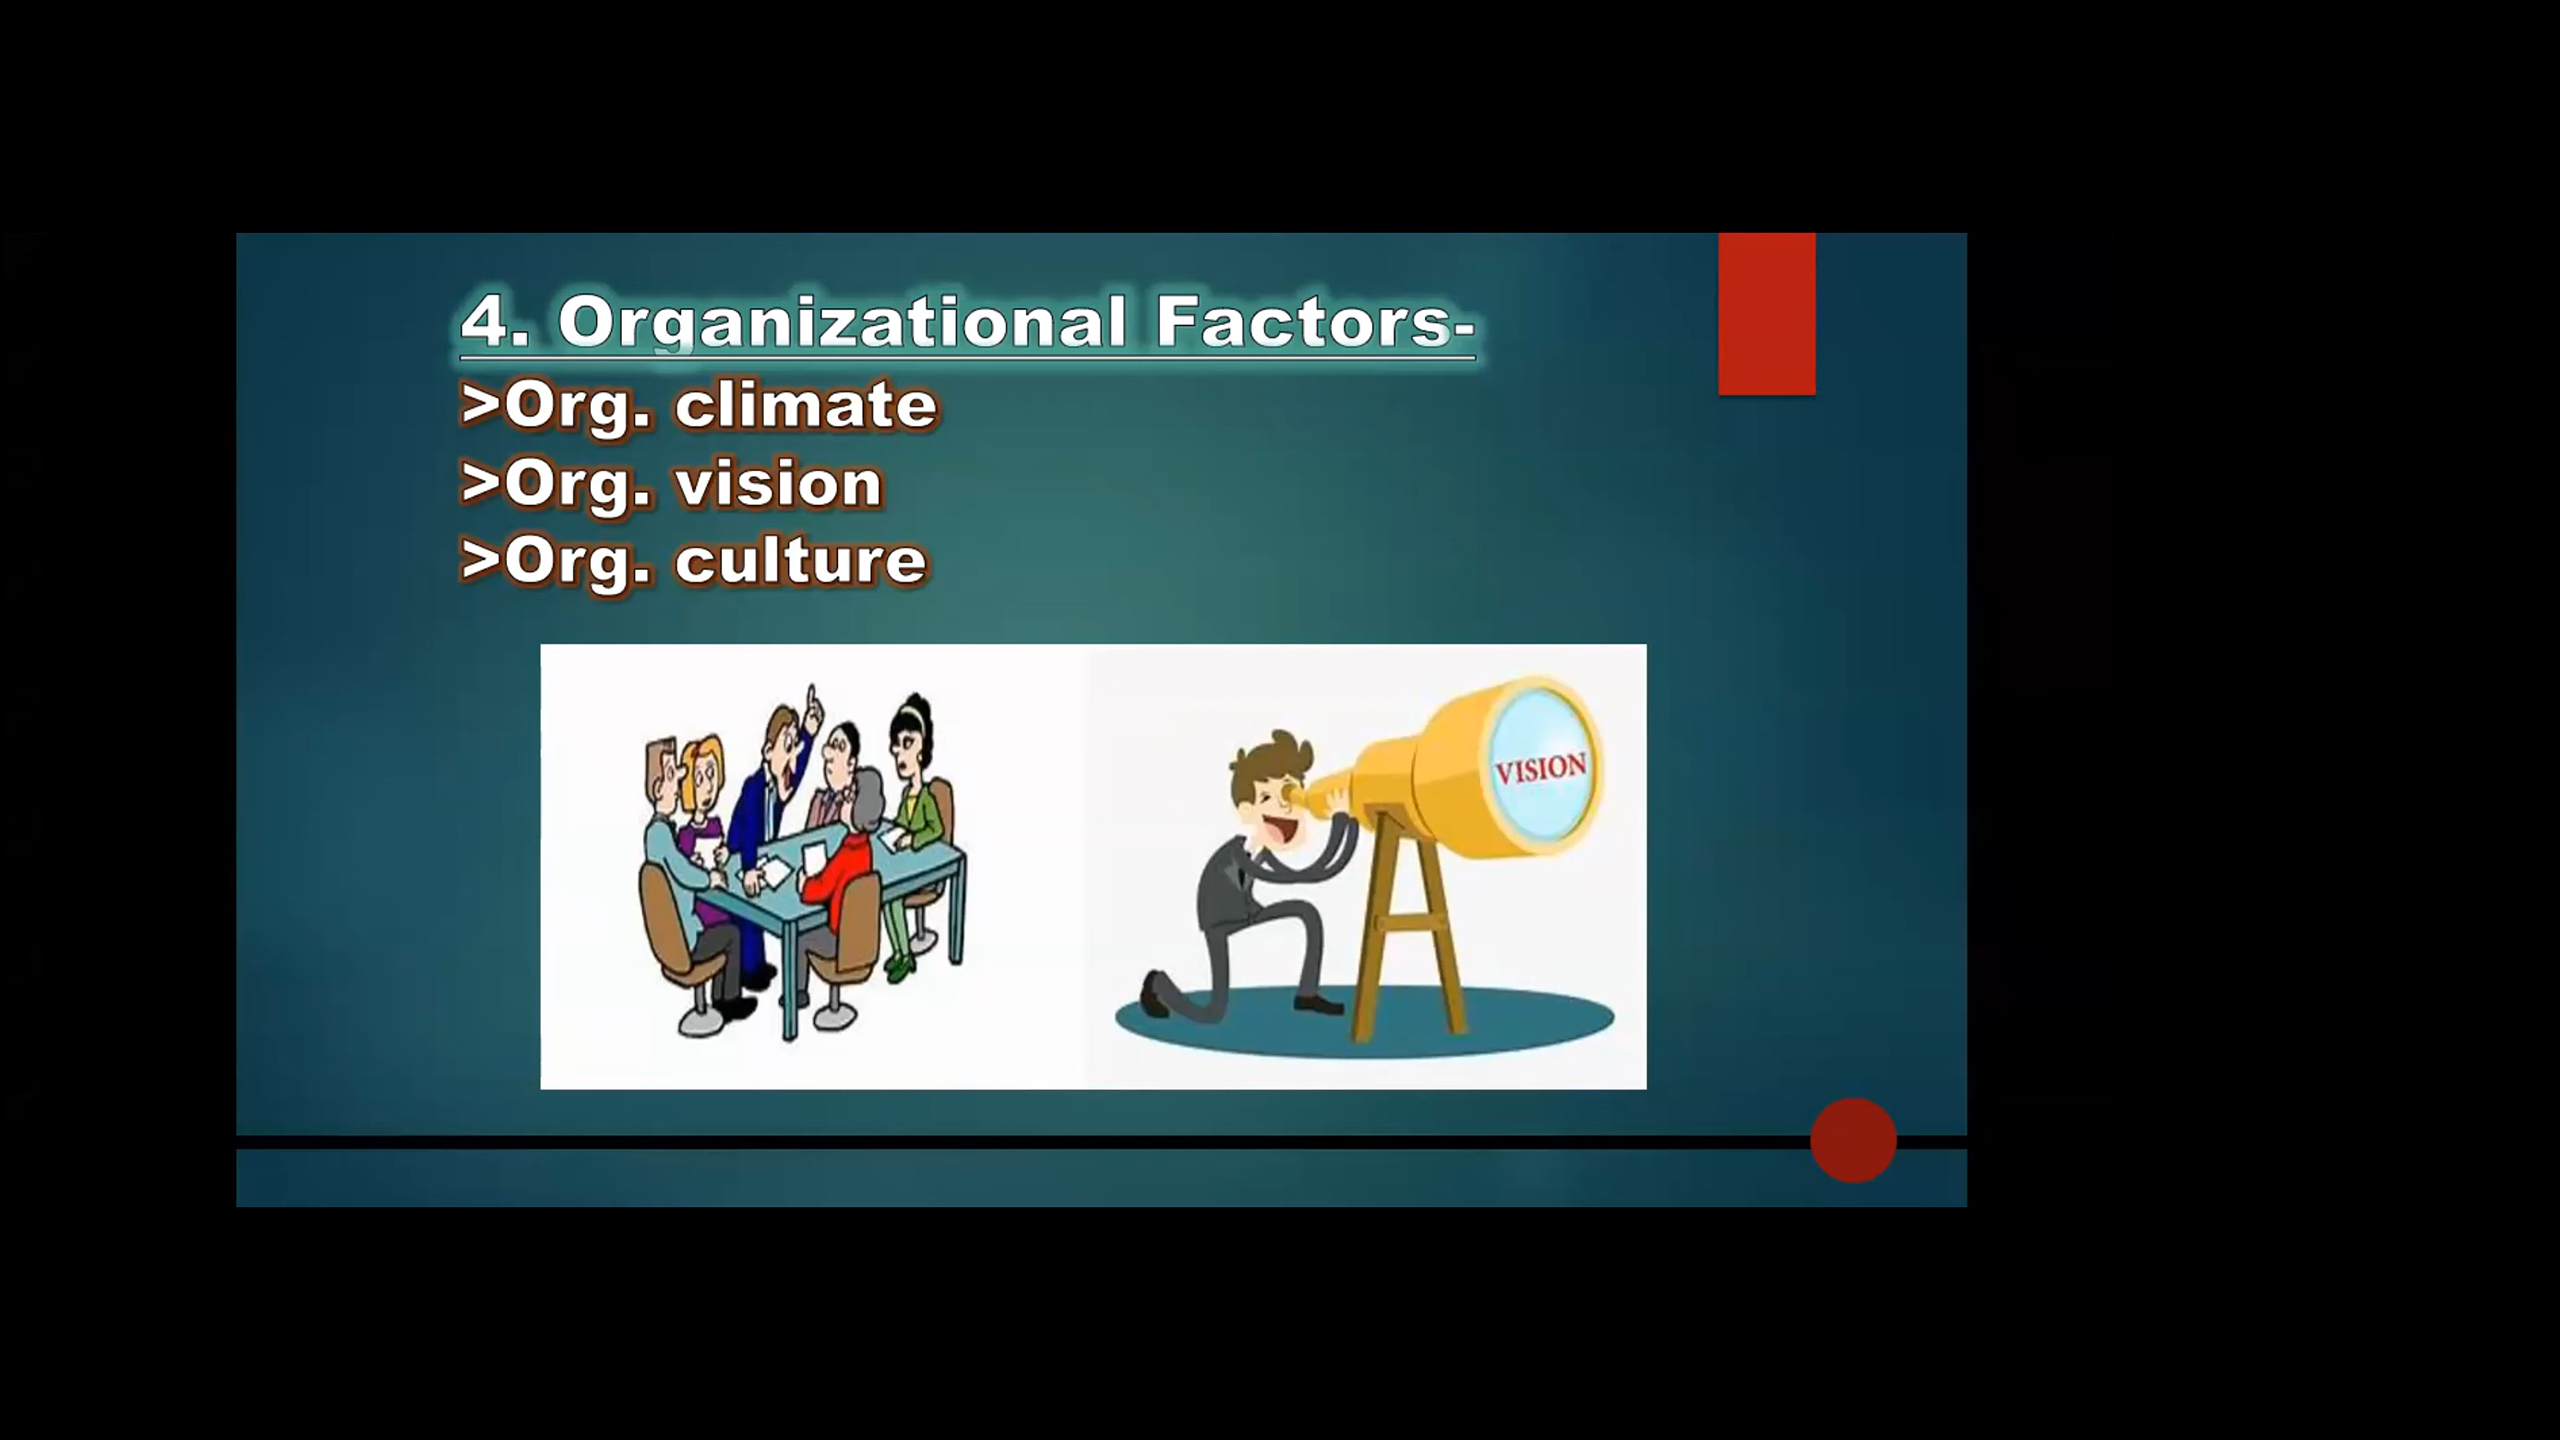 4. Organizational Factors-
>Org. climate
>Org. vision
>Org. culture
VISION